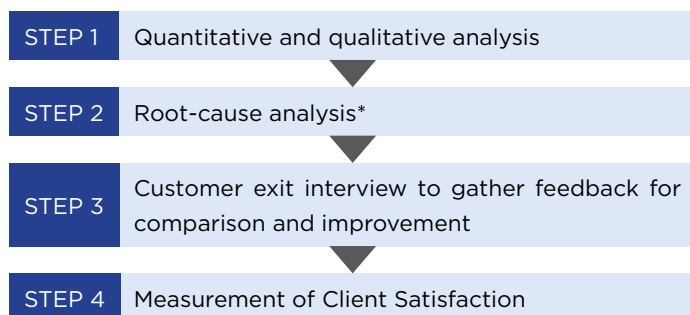 STEP 1 Quantitative and qualitative analysis
STEP 2 Root-cause analysis*
STEP 3 Customer exit interview to gather feedback for
comparison and improvement
STEP 4 Measurement of Client Satisfaction